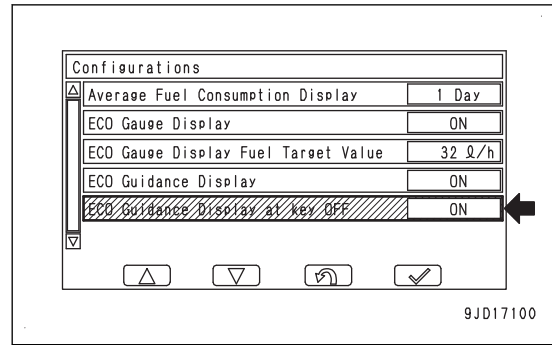 Configurations
Average Fuel Consumption Display 1 Day
ECO Gauge Display ON
ECO Gauge Display Fuel Target Value 32 ℓ/h
ECO Guidance Display ON
ECO Guidance Display at key OFF ON
9JD17100